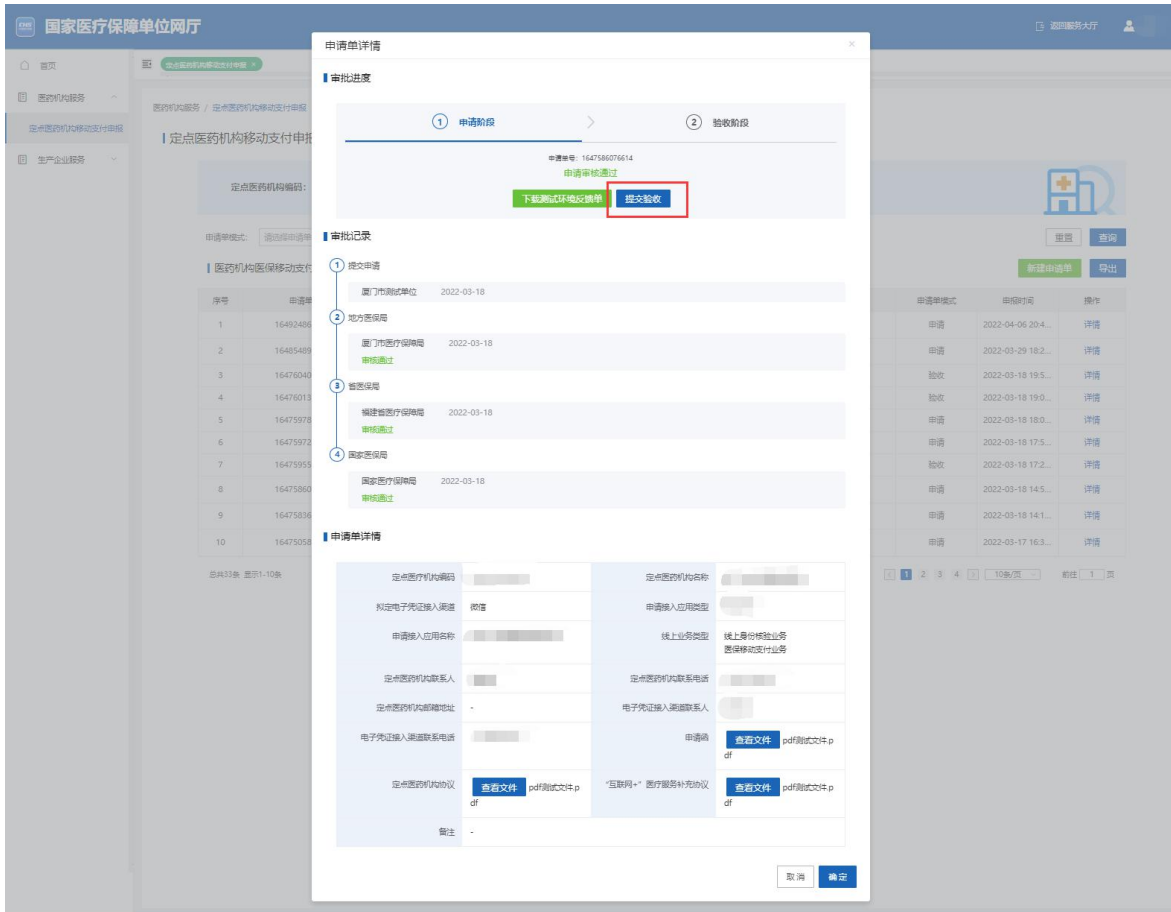 国家医疗保障单位网厅
返回服务大厅
首页
医药机构服务
定点医药机构移动支付申报
生产企业服务
定点医药机构移动支付申报 ×
医药机构服务 / 定点医药机构移动支付申报
定点医药机构移动支付申报
定点医药机构编码：
申请单模式： 请选择申请单
重置 查询
医药机构医保移动支付
新建申请单 导出
序号 申请单 申请单模式 申报时间 操作
1 16492486 申请 2022-04-06 20:4... 详情
2 16485489 申请 2022-03-29 18:2... 详情
3 16476040 验收 2022-03-18 19:5... 详情
4 16476013 验收 2022-03-18 19:0... 详情
5 16475978 申请 2022-03-18 18:0... 详情
6 16475972 申请 2022-03-18 17:5... 详情
7 16475955 验收 2022-03-18 17:2... 详情
8 16475860 申请 2022-03-18 14:5... 详情
9 16475836 申请 2022-03-18 14:1... 详情
10 16475058 申请 2022-03-17 16:3... 详情
总共33条 显示1-10条
1 2 3 4 10条/页 前往 1 页
申请单详情 ×
审批进度
1 申请阶段 2 验收阶段
申请单号：1647586076614
申请审核通过
下载测试环境反馈单 提交验收
审批记录
1 提交申请
厦门市测试单位 2022-03-18
2 地方医保局
厦门市医疗保障局 2022-03-18
审核通过
3 省医保局
福建省医疗保障局 2022-03-18
审核通过
4 国家医保局
国家医疗保障局 2022-03-18
审核通过
申请单详情
定点医疗机构编码 定点医药机构名称
拟定电子凭证接入渠道 微信 申请接入应用类型
申请接入应用名称 线上业务类型 线上身份核验业务
医保移动支付业务
定点医药机构联系人 定点医药机构联系电话
定点医药机构邮箱地址 - 电子凭证接入渠道联系人
电子凭证接入渠道联系电话 申请函 查看文件 pdf测试文件.p
df
定点医药机构协议 查看文件 pdf测试文件.p “互联网+”医疗服务补充协议 查看文件 pdf测试文件.p
df df
备注 -
取消 确定